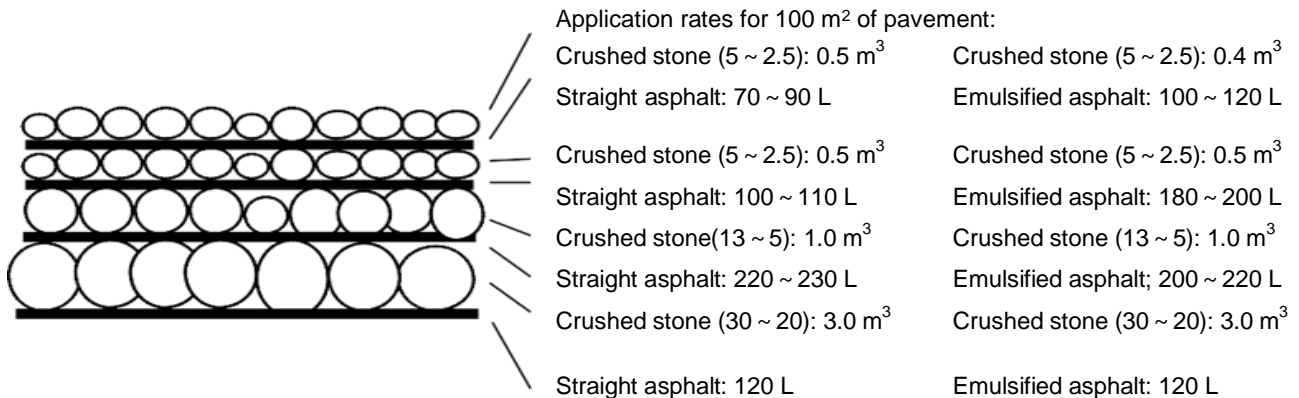 Application rates for 100 m² of pavement:
Crushed stone (5 ~ 2.5): 0.5 m³ Crushed stone (5 ~ 2.5): 0.4 m³
Straight asphalt: 70 ~ 90 L Emulsified asphalt: 100 ~ 120 L
Crushed stone (5 ~ 2.5): 0.5 m³ Crushed stone (5 ~ 2.5): 0.5 m³
Straight asphalt: 100 ~ 110 L Emulsified asphalt: 180 ~ 200 L
Crushed stone(13 ~ 5): 1.0 m³ Crushed stone (13 ~ 5): 1.0 m³
Straight asphalt: 220 ~ 230 L Emulsified asphalt; 200 ~ 220 L
Crushed stone (30 ~ 20): 3.0 m³ Crushed stone (30 ~ 20): 3.0 m³
Straight asphalt: 120 L Emulsified asphalt: 120 L